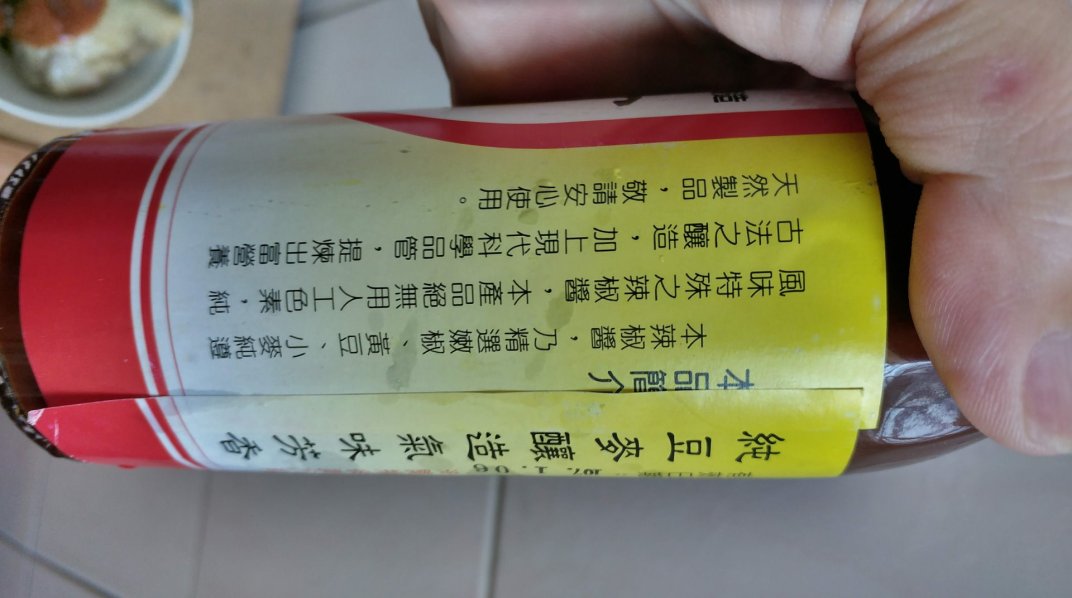 純豆麥釀造氣味芳香
本品簡介
本辣椒醬，乃精選嫩椒、黃豆、小麥純遵
風味特殊之辣椒醬，本產品絕無用人工色素，純
古法之釀造，加上現代科學品管，提煉出富營養
天然製品，敬請安心使用。